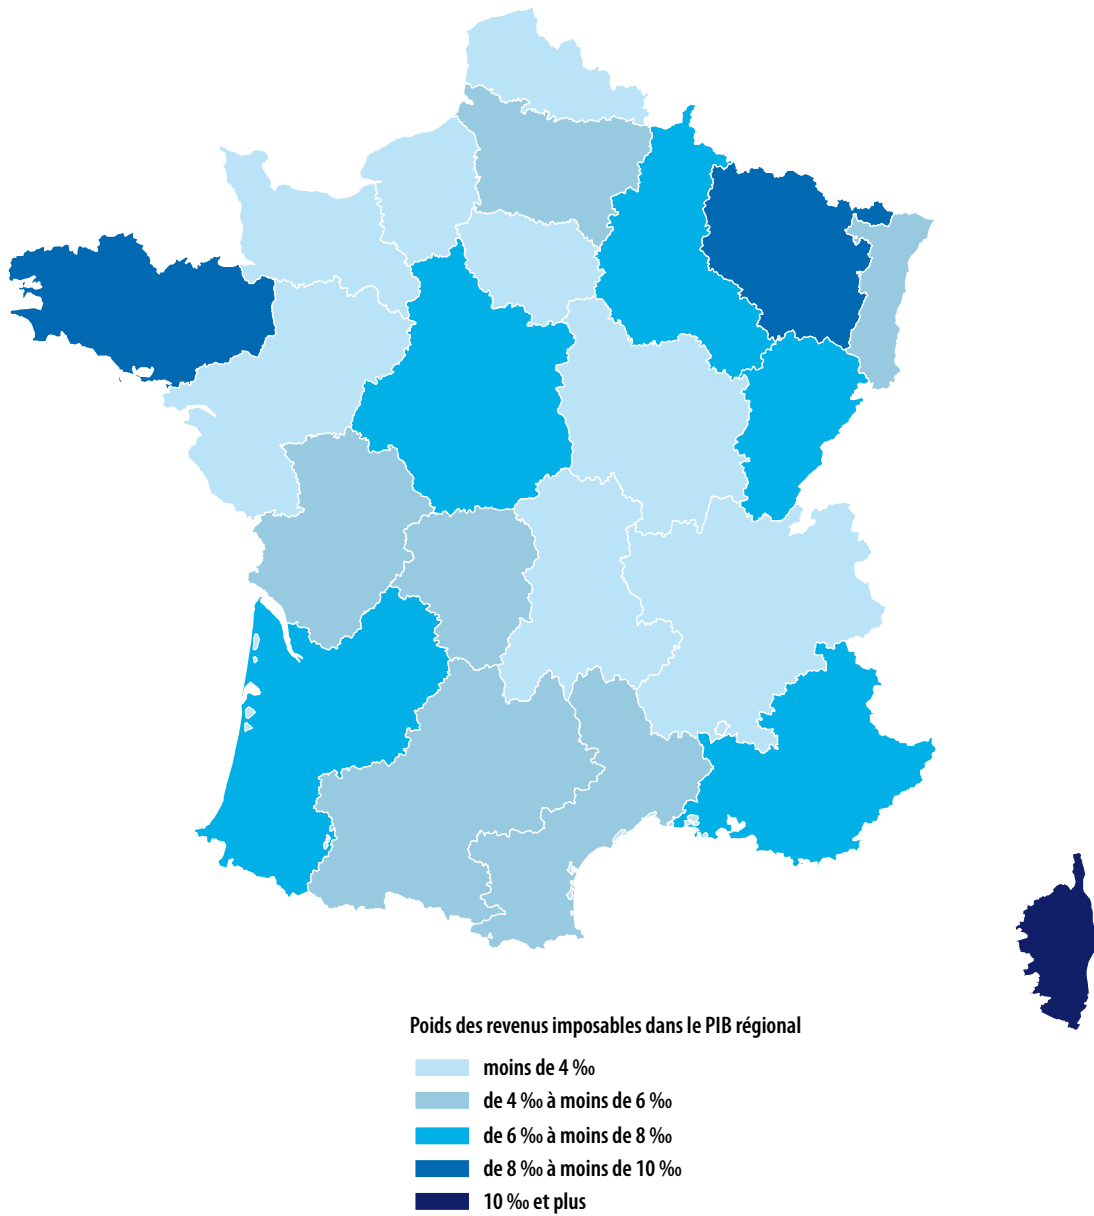 Poids des revenus imposables dans le PIB régional
moins de 4 ‰
de 4 ‰ à moins de 6 ‰
de 6 ‰ à moins de 8 ‰
de 8 ‰ à moins de 10 ‰
10 ‰ et plus